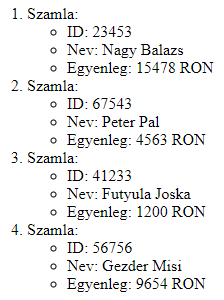 1. Szamla:
ID: 23453
Nev: Nagy Balazs
Egyenleg: 15478 RON
2. Szamla:
ID: 67543
Nev: Peter Pal
Egyenleg: 4563 RON
3. Szamla:
ID: 41233
Nev: Futyula Joska
Egyenleg: 1200 RON
4. Szamla:
ID: 56756
Nev: Gezder Misi
Egyenleg: 9654 RON